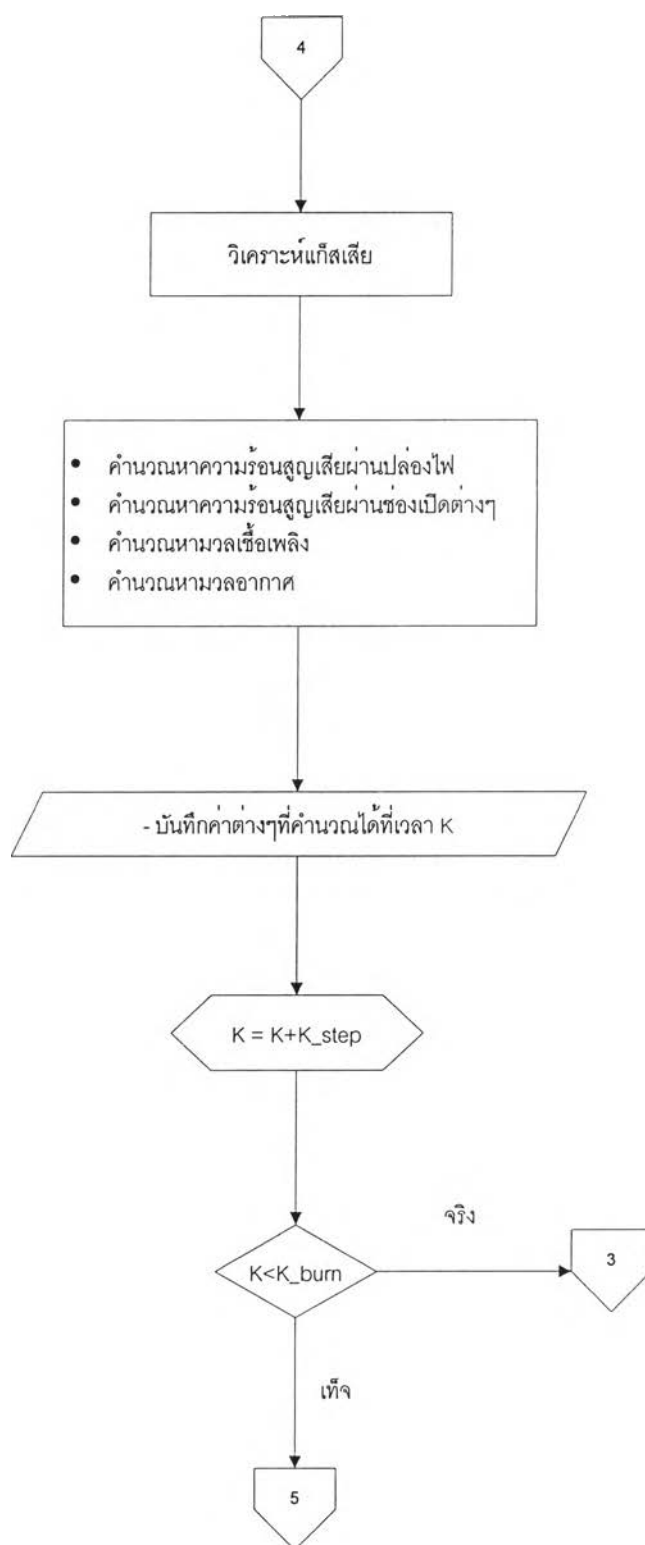 4
วิเคราะห์แก็สเสีย
• คำนวณหาความร้อนสูญเสียผ่านปล่องไฟ
• คำนวณหาความร้อนสูญเสียผ่านช่องเปิดต่างๆ
• คำนวณหามวลเชื้อเพลิง
• คำนวณหามวลอากาศ
- บันทึกค่าต่างๆที่คำนวณได้ที่เวลา K
K = K+K_step
จริง
K<K_burn
3
เท็จ
5